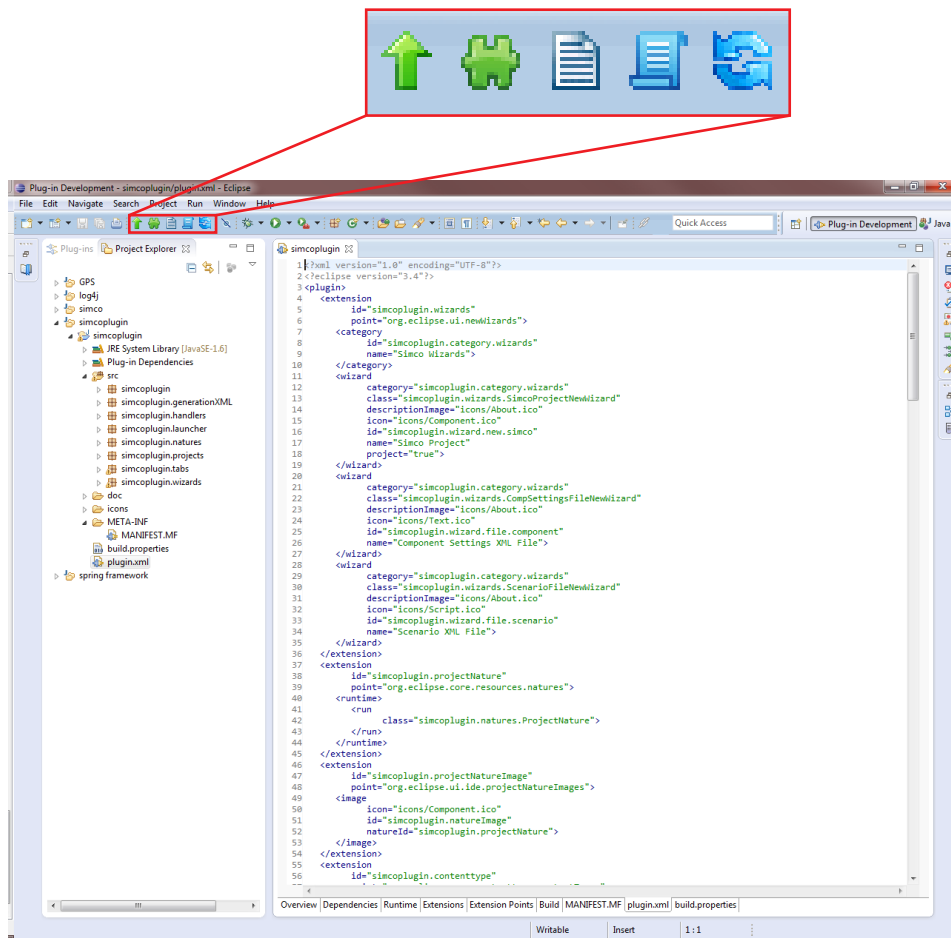 Plug-in Development - simcoplugin/plugin.xml - Eclipse
File Edit Navigate Search Project Run Window Help
Quick Access
Plug-in Development
Java
Plug-ins Project Explorer
GPS
log4j
simco
simcoplugin
simcoplugin
JRE System Library [JavaSE-1.6]
Plug-in Dependencies
src
simcoplugin
simcoplugin.generationXML
simcoplugin.handlers
simcoplugin.launcher
simcoplugin.natures
simcoplugin.projects
simcoplugin.tabs
simcoplugin.wizards
doc
icons
META-INF
MANIFEST.MF
build.properties
plugin.xml
spring framework
simcoplugin
1 <?xml version="1.0" encoding="UTF-8"?>
2 <?eclipse version="3.4"?>
3 <plugin>
4 <extension
5 id="simcoplugin.wizards"
6 point="org.eclipse.ui.newWizards">
7 <category
8 id="simcoplugin.category.wizards"
9 name="Simco Wizards">
10 </category>
11 <wizard
12 category="simcoplugin.category.wizards"
13 class="simcoplugin.wizards.SimcoProjectNewWizard"
14 descriptionImage="icons/About.ico"
15 icon="icons/Component.ico"
16 id="simcoplugin.wizard.new.simco"
17 name="Simco Project"
18 project="true">
19 </wizard>
20 <wizard
21 category="simcoplugin.category.wizards"
22 class="simcoplugin.wizards.CompSettingsFileNewWizard"
23 descriptionImage="icons/About.ico"
24 icon="icons/Text.ico"
25 id="simcoplugin.wizard.file.component"
26 name="Component Settings XML File">
27 </wizard>
28 <wizard
29 category="simcoplugin.category.wizards"
30 class="simcoplugin.wizards.ScenarioFileNewWizard"
31 descriptionImage="icons/About.ico"
32 icon="icons/Script.ico"
33 id="simcoplugin.wizard.file.scenario"
34 name="Scenario XML File">
35 </wizard>
36 </extension>
37 <extension
38 id="simcoplugin.projectNature"
39 point="org.eclipse.core.resources.natures">
40 <runtime>
41 <run
42 class="simcoplugin.natures.ProjectNature">
43 </run>
44 </runtime>
45 </extension>
46 <extension
47 id="simcoplugin.projectNatureImage"
48 point="org.eclipse.ui.ide.projectNatureImages">
49 <image
50 icon="icons/Component.ico"
51 id="simcoplugin.natureImage"
52 natureId="simcoplugin.projectNature">
53 </image>
54 </extension>
55 <extension
56 id="simcoplugin.contenttype"
Overview Dependencies Runtime Extensions Extension Points Build MANIFEST.MF plugin.xml build.properties
Writable Insert 1 : 1